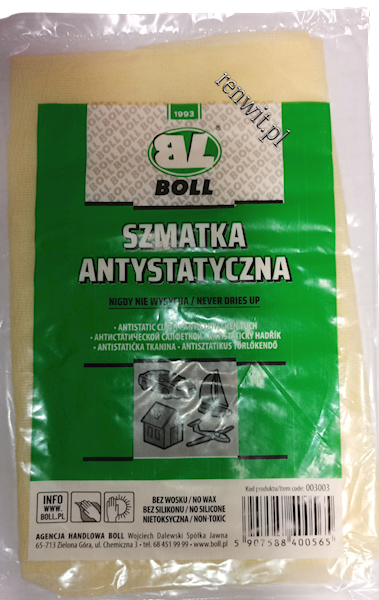 renwit.pl
1993
BL
BOLL
SZMATKA
ANTYSTATYCZNA
NIGDY NIE WYSYCHA / NEVER DRIES UP
• ANTISTATIC
• АНТИСТАТИЧЕСКОЙ САЛФЕТКОЙ • ANTISTATICKÝ HADŘÍK
• ANTISTATIČKA TKANINA • ANTISZTATIKUS TÖRLŐKENDŐ
Kod produktu/Item code: 003003
INFO
WWW.
BOLL.PL
BEZ WOSKU / NO WAX
BEZ SILIKONU / NO SILICONE
NIETOKSYCZNA / NON-TOXIC
5 907588 400565
AGENCJA HANDLOWA BOLL Wojciech Dalewski Spółka Jawna
65-713 Zielona Góra, ul. Chemiczna 3 • tel. 68 451 99 99 • www.boll.pl